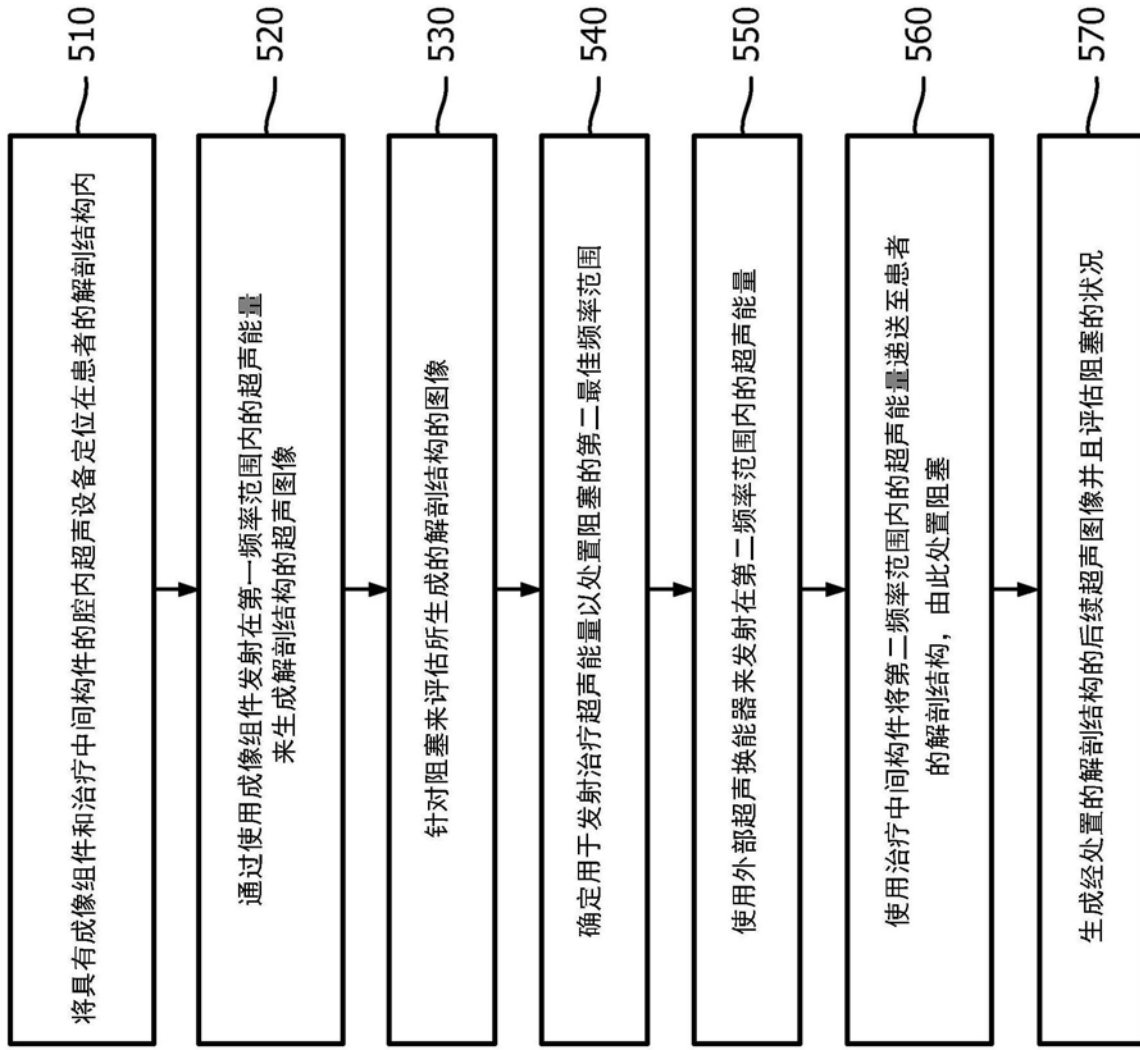 将具有成像组件和治疗中间构件的腔内超声设备定位在患者的解剖结构内
510
通过使用成像组件发射在第一频率范围内的超声能量
来生成解剖结构的超声图像
520
针对阻塞来评估所生成的解剖结构的图像
530
确定用于发射治疗超声能量以处置阻塞的第二最佳频率范围
540
使用外部超声换能器来发射在第二频率范围内的超声能量
550
使用治疗中间构件将第二频率范围内的超声能量递送至患者
的解剖结构，由此处置阻塞
560
生成经处置的解剖结构的后续超声图像并且评估阻塞的状况
570